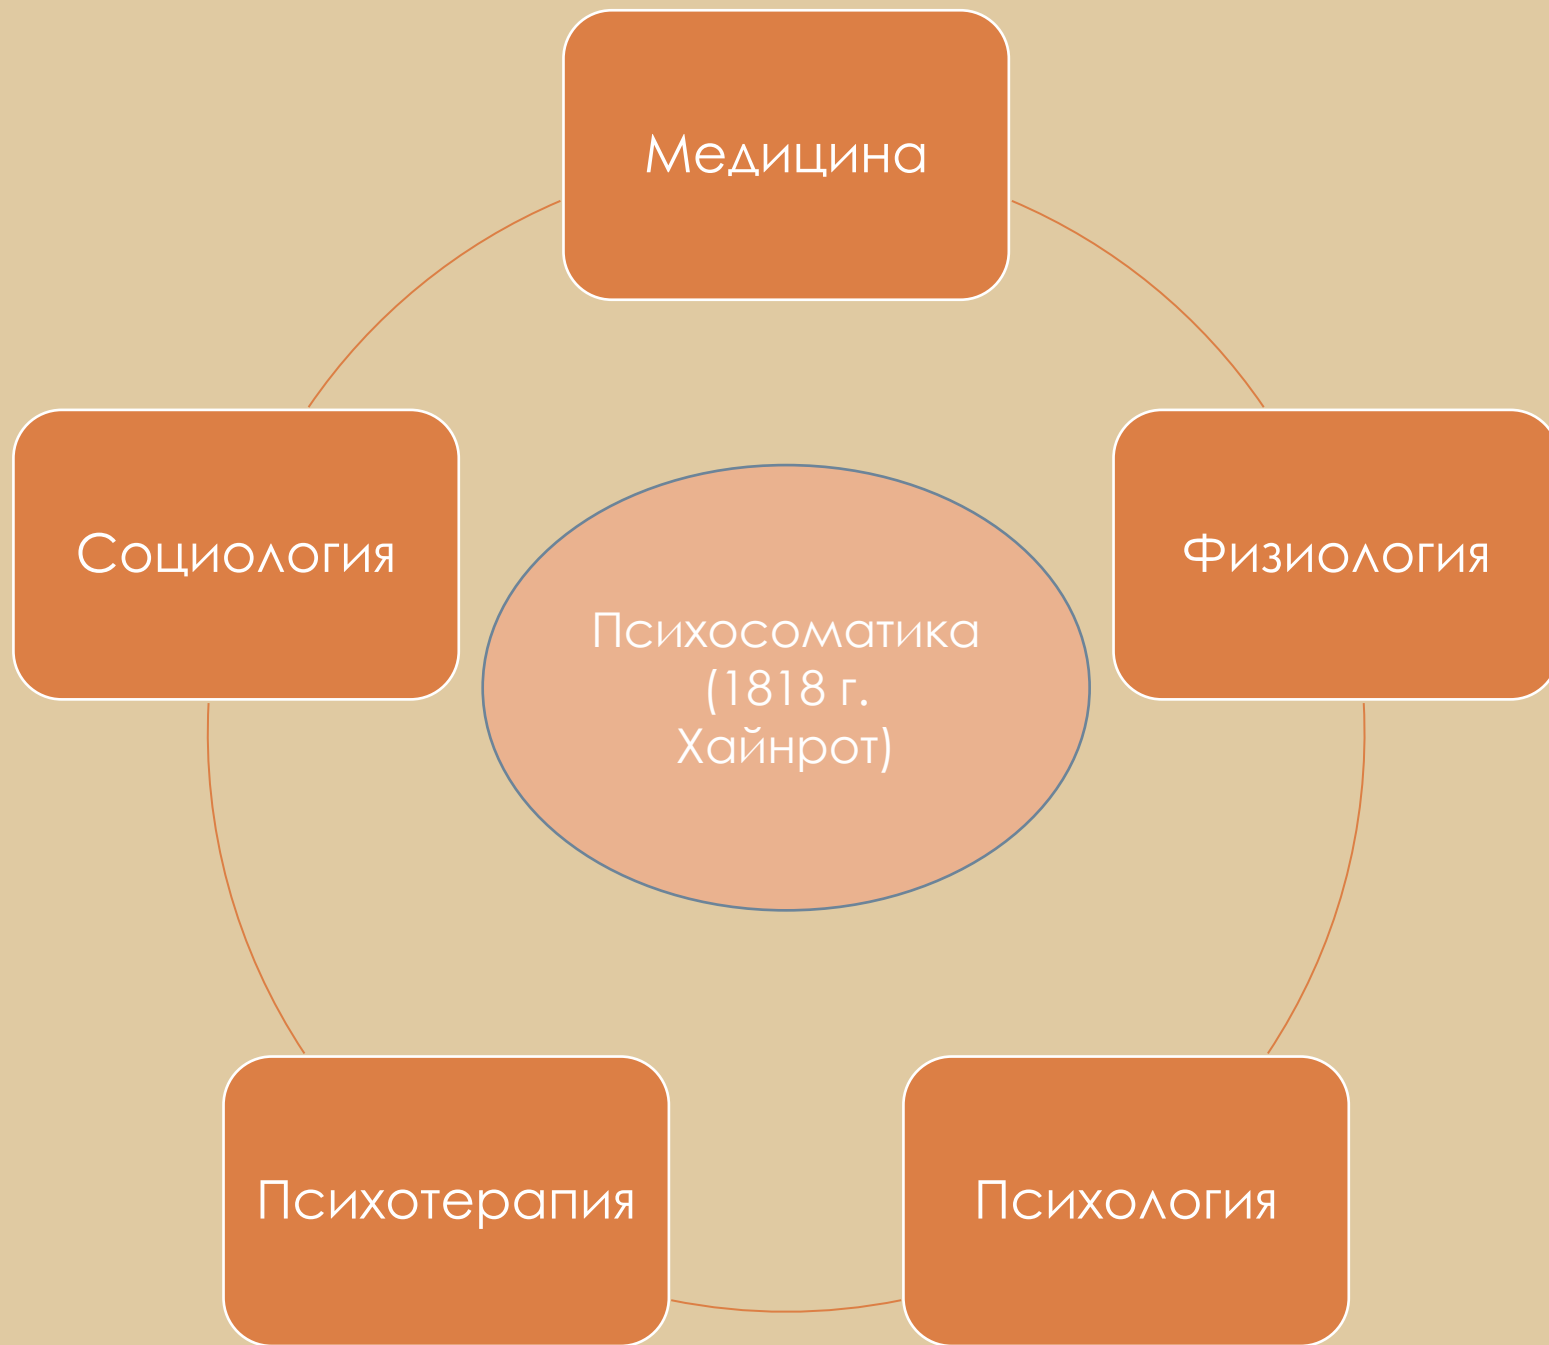 Медицина
Социология
Физиология
Психосоматика
(1818 г.
Хайнрот)
Психотерапия
Психология